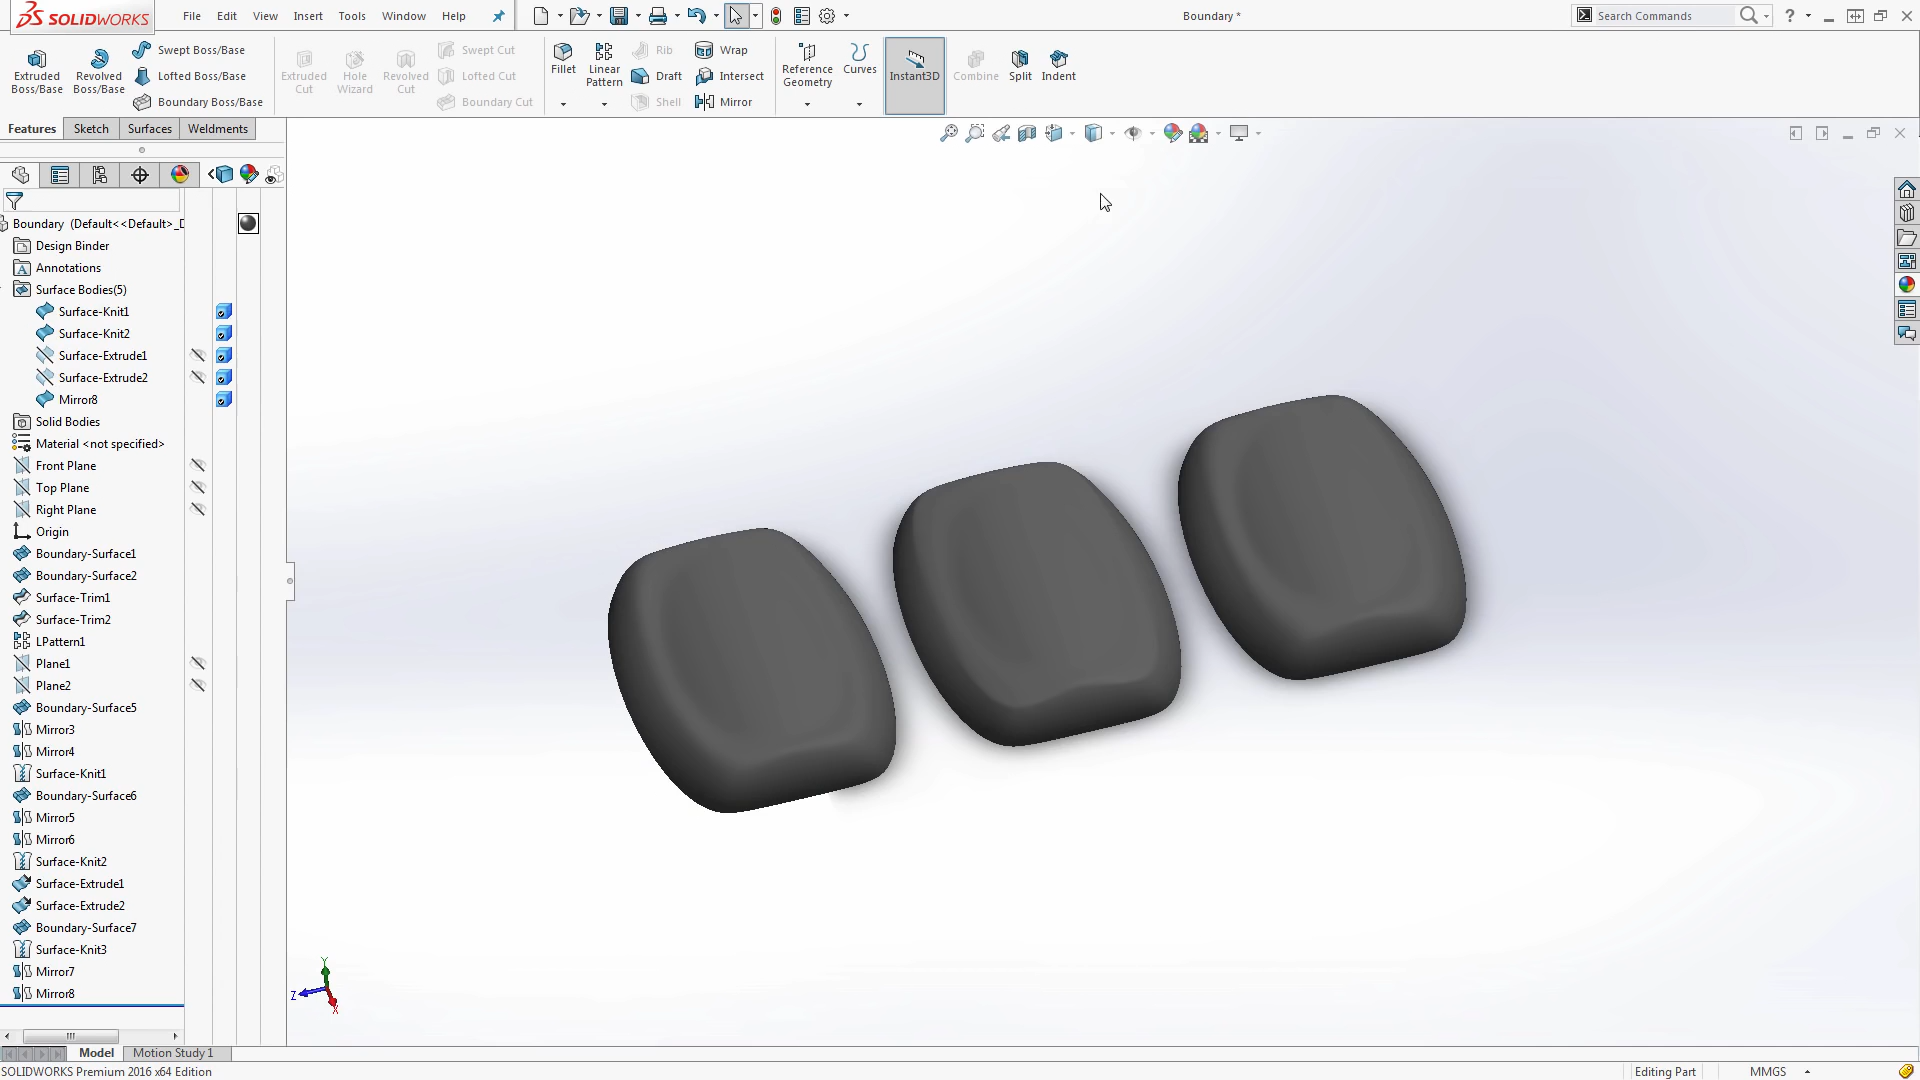 SOLIDWORKS
File Edit View Insert Tools Window Help
Boundary *
Search Commands
Extruded Boss/Base
Revolved Boss/Base
Swept Boss/Base
Lofted Boss/Base
Boundary Boss/Base
Extruded Cut
Hole Wizard
Revolved Cut
Swept Cut
Lofted Cut
Boundary Cut
Fillet
Linear Pattern
Rib
Draft
Shell
Wrap
Intersect
Mirror
Reference Geometry
Curves
Instant3D
Combine
Split
Indent
Features Sketch Surfaces Weldments
Boundary (Default<<Default>_D
Design Binder
Annotations
Surface Bodies(5)
Surface-Knit1
Surface-Knit2
Surface-Extrude1
Surface-Extrude2
Mirror8
Solid Bodies
Material <not specified>
Front Plane
Top Plane
Right Plane
Origin
Boundary-Surface1
Boundary-Surface2
Surface-Trim1
Surface-Trim2
LPattern1
Plane1
Plane2
Boundary-Surface5
Mirror3
Mirror4
Surface-Knit1
Boundary-Surface6
Mirror5
Mirror6
Surface-Knit2
Surface-Extrude1
Surface-Extrude2
Boundary-Surface7
Surface-Knit3
Mirror7
Mirror8
Y
Z
X
Model Motion Study 1
SOLIDWORKS Premium 2016 x64 Edition
Editing Part MMGS